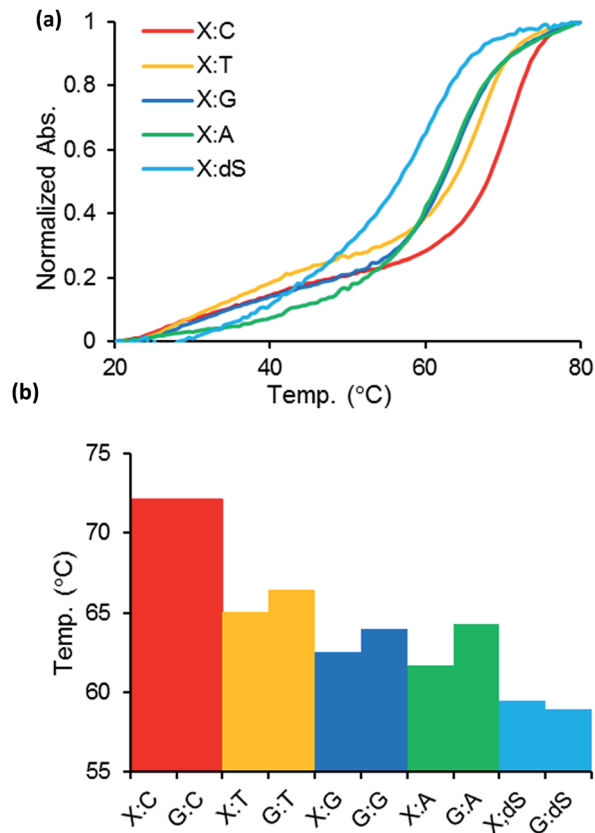 (a)
1
0.8
0.6
0.4
0.2
0
Normalized Abs.
X:C
X:T
X:G
X:A
X:dS
20
40
60
80
Temp. (°C)
(b)
75
70
65
60
55
Temp. (°C)
X:C
G:C
X:T
G:T
X:G
G:G
X:A
G:A
X;dS
G:dS